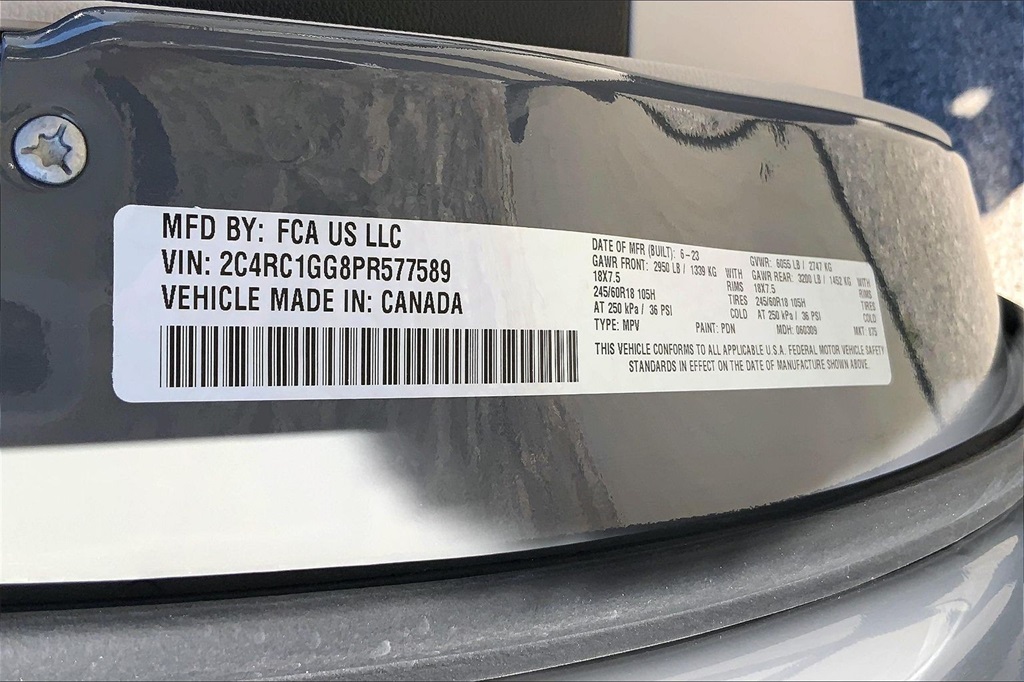 MFD BY: FCA US LLC
VIN: 2C4RC1GG8PR577589
VEHICLE MADE IN: CANADA
DATE OF MFR (BUILT): 6-23 GVWR: 6055 LB / 2747 KG
GAWR FRONT: 2950 LB / 1339 KG WITH GAWR REAR: 3200 LB / 1452 KG WITH
18X7.5 RIMS 18X7.5 RIMS
245/60R18 105H TIRES 245/60R18 105H TIRES
AT 250 kPa / 36 PSI COLD AT 250 kPa / 36 PSI COLD
TYPE: MPV PAINT: PDN MDH: 060309 MKT: 875
THIS VEHICLE CONFORMS TO ALL APPLICABLE U.S.A. FEDERAL MOTOR VEHICLE SAFETY
STANDARDS IN EFFECT ON THE DATE OF MANUFACTURE SHOWN ABOVE.